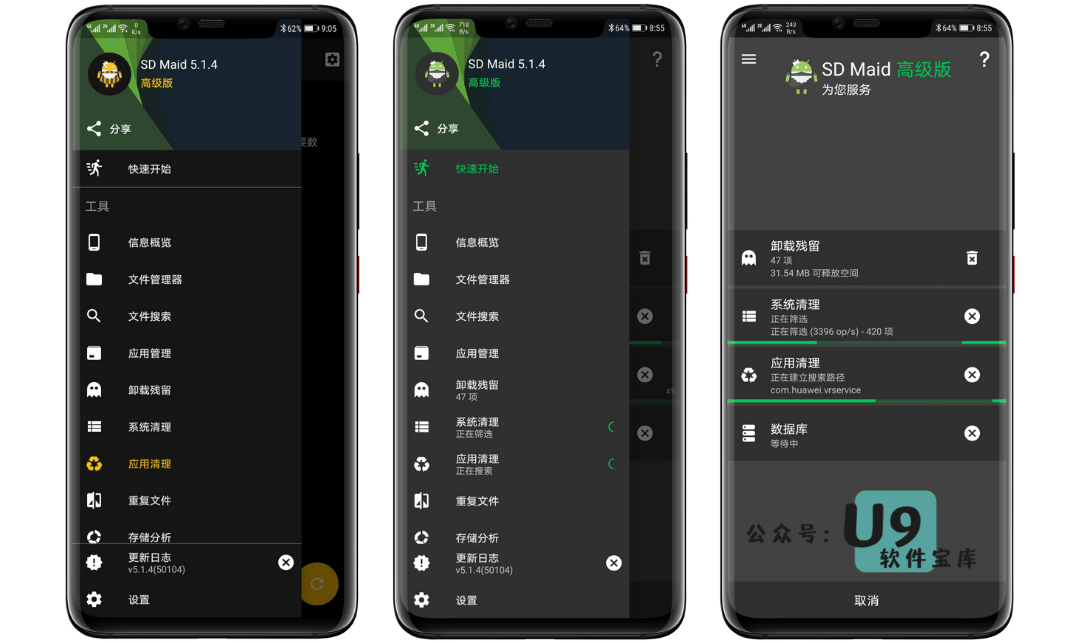 0
K/s
62%
9:05
SD Maid 5.1.4
高级版
分享
要数
快速开始
工具
信息概览
文件管理器
文件搜索
应用管理
卸载残留
系统清理
应用清理
重复文件
存储分析
更新日志
v5.1.4(50104)
设置
718
B/s
64%
8:55
?
SD Maid 5.1.4
高级版
分享
快速开始
工具
信息概览
文件管理器
文件搜索
应用管理
卸载残留
47 项
系统清理
正在筛选
应用清理
正在搜索
4%
重复文件
存储分析
更新日志
v5.1.4(50104)
设置
243
B/s
64%
8:55
?
SD Maid 高级版
为您服务
卸载残留
47 项
31.54 MB 可释放空间
系统清理
正在筛选
正在筛选 (3396 op/s) - 420 项
应用清理
正在建立搜索路径
com.huawei.vrservice
数据库
等待中
公众号:
U9
软件宝库
取消